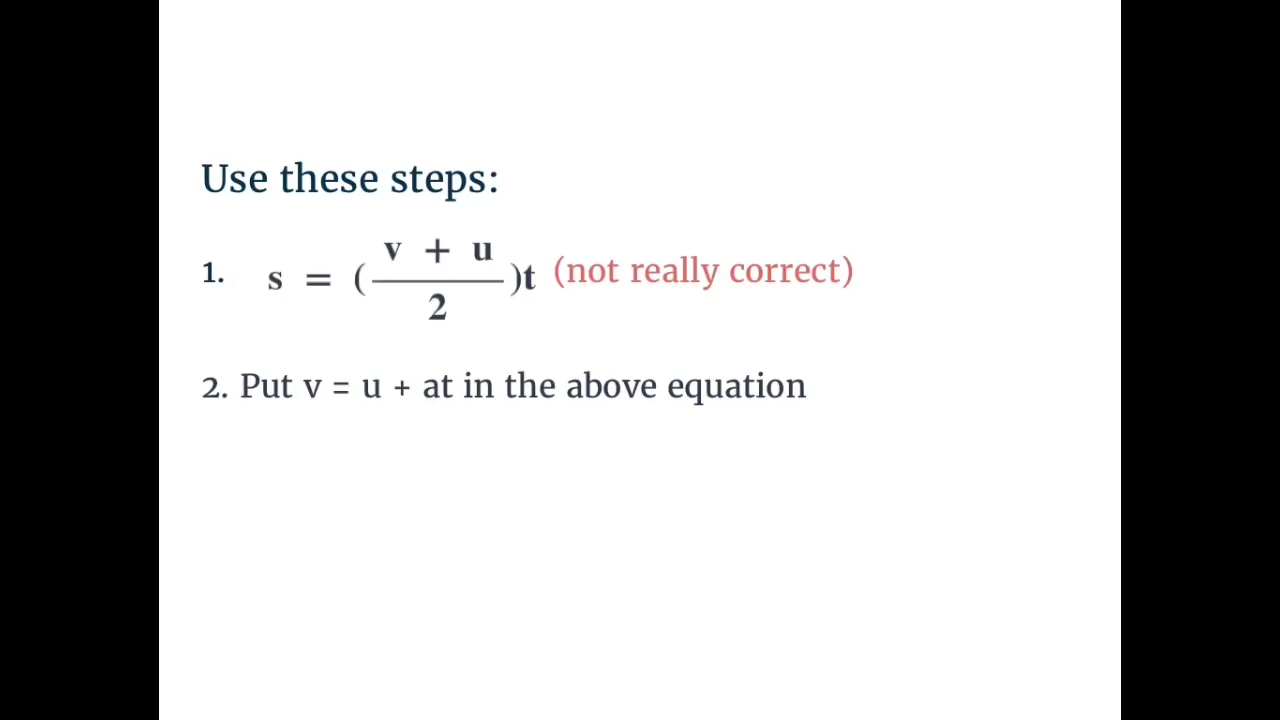 Use these steps:
1. s = (v + u / 2)t (not really correct)
2. Put v = u + at in the above equation